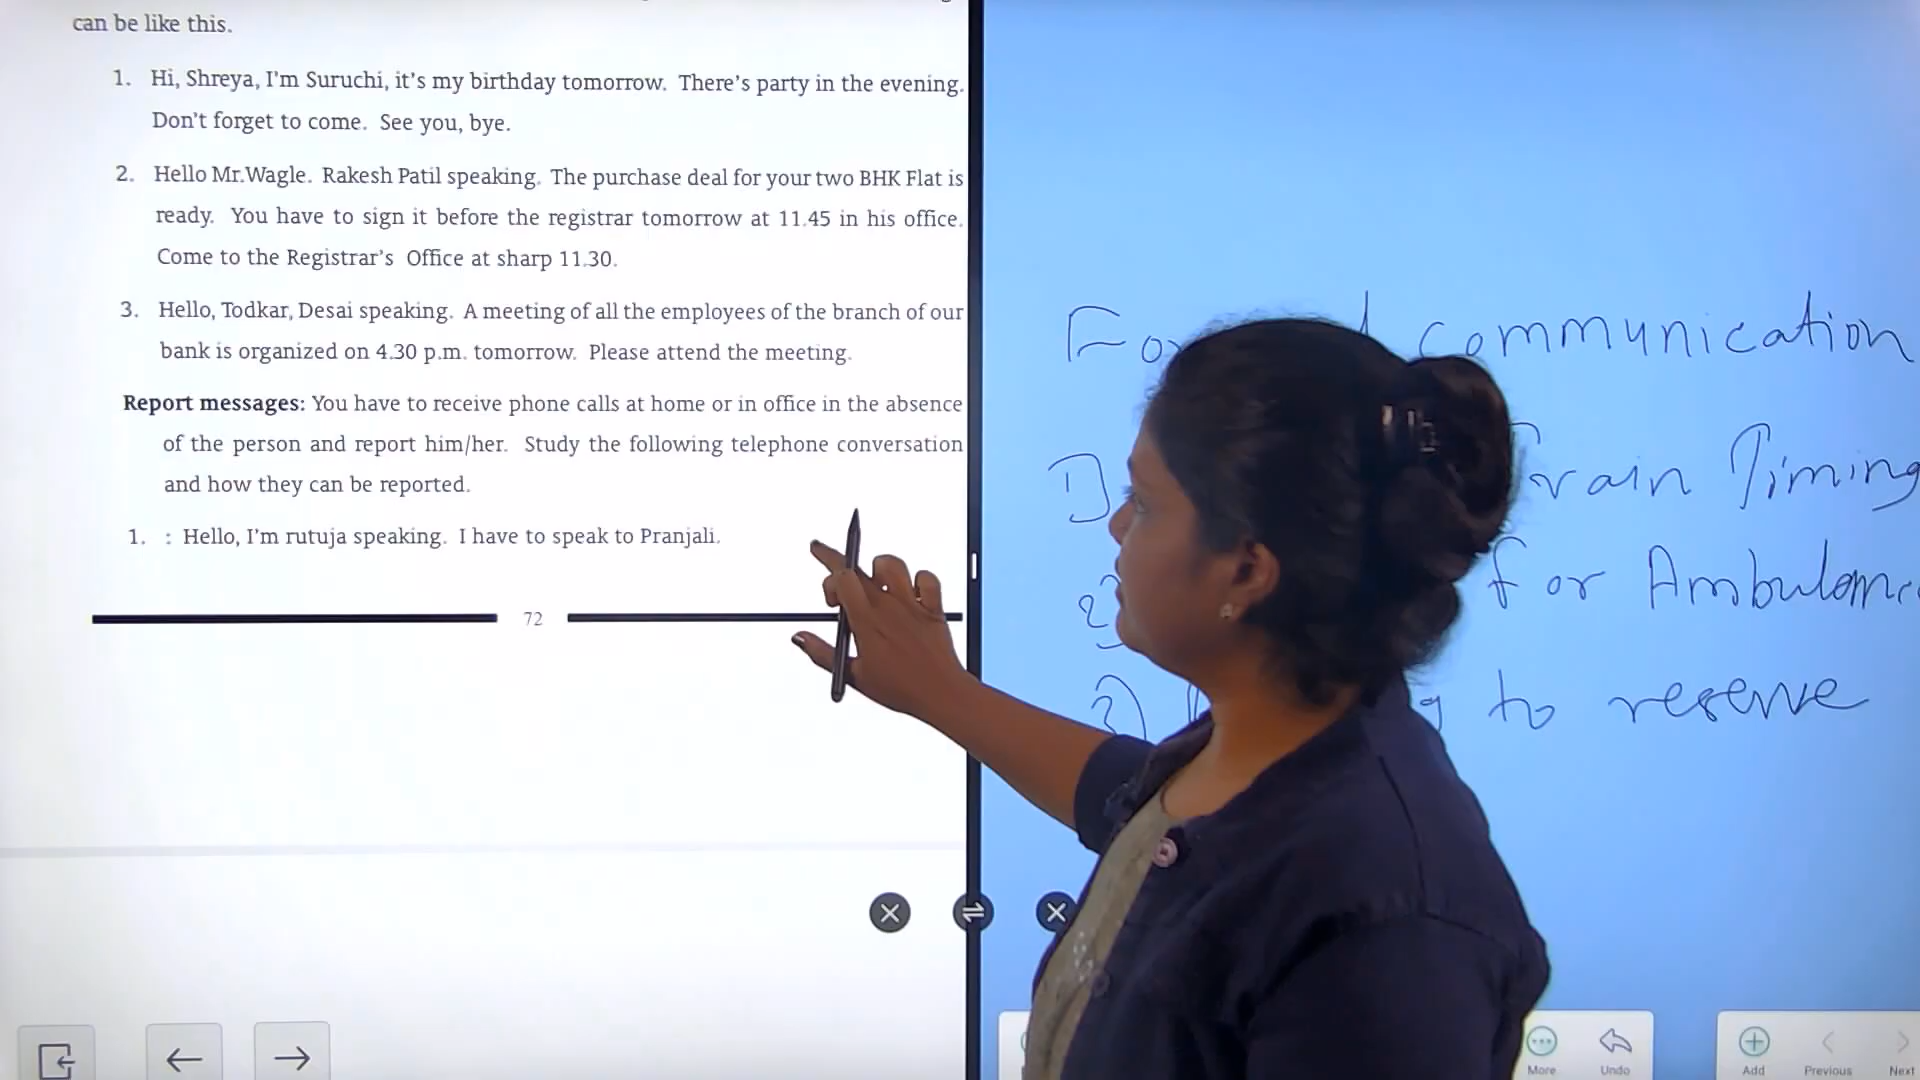 can be like this.
1. Hi, Shreya, I'm Suruchi, it's my birthday tomorrow. There's party in the evening.
Don't forget to come. See you, bye.
2. Hello Mr.Wagle. Rakesh Patil speaking. The purchase deal for your two BHK Flat is
ready. You have to sign it before the registrar tomorrow at 11.45 in his office.
Come to the Registrar's Office at sharp 11.30.
3. Hello, Todkar, Desai speaking. A meeting of all the employees of the branch of our
bank is organized on 4.30 p.m. tomorrow. Please attend the meeting.
Report messages: You have to receive phone calls at home or in office in the absence
of the person and report him/her. Study the following telephone conversation
and how they can be reported.
1. : Hello, I'm rutuja speaking. I have to speak to Pranjali.
72
communication
1) Train Timing
2) for
3) to reserve
More Undo Add Previous Next